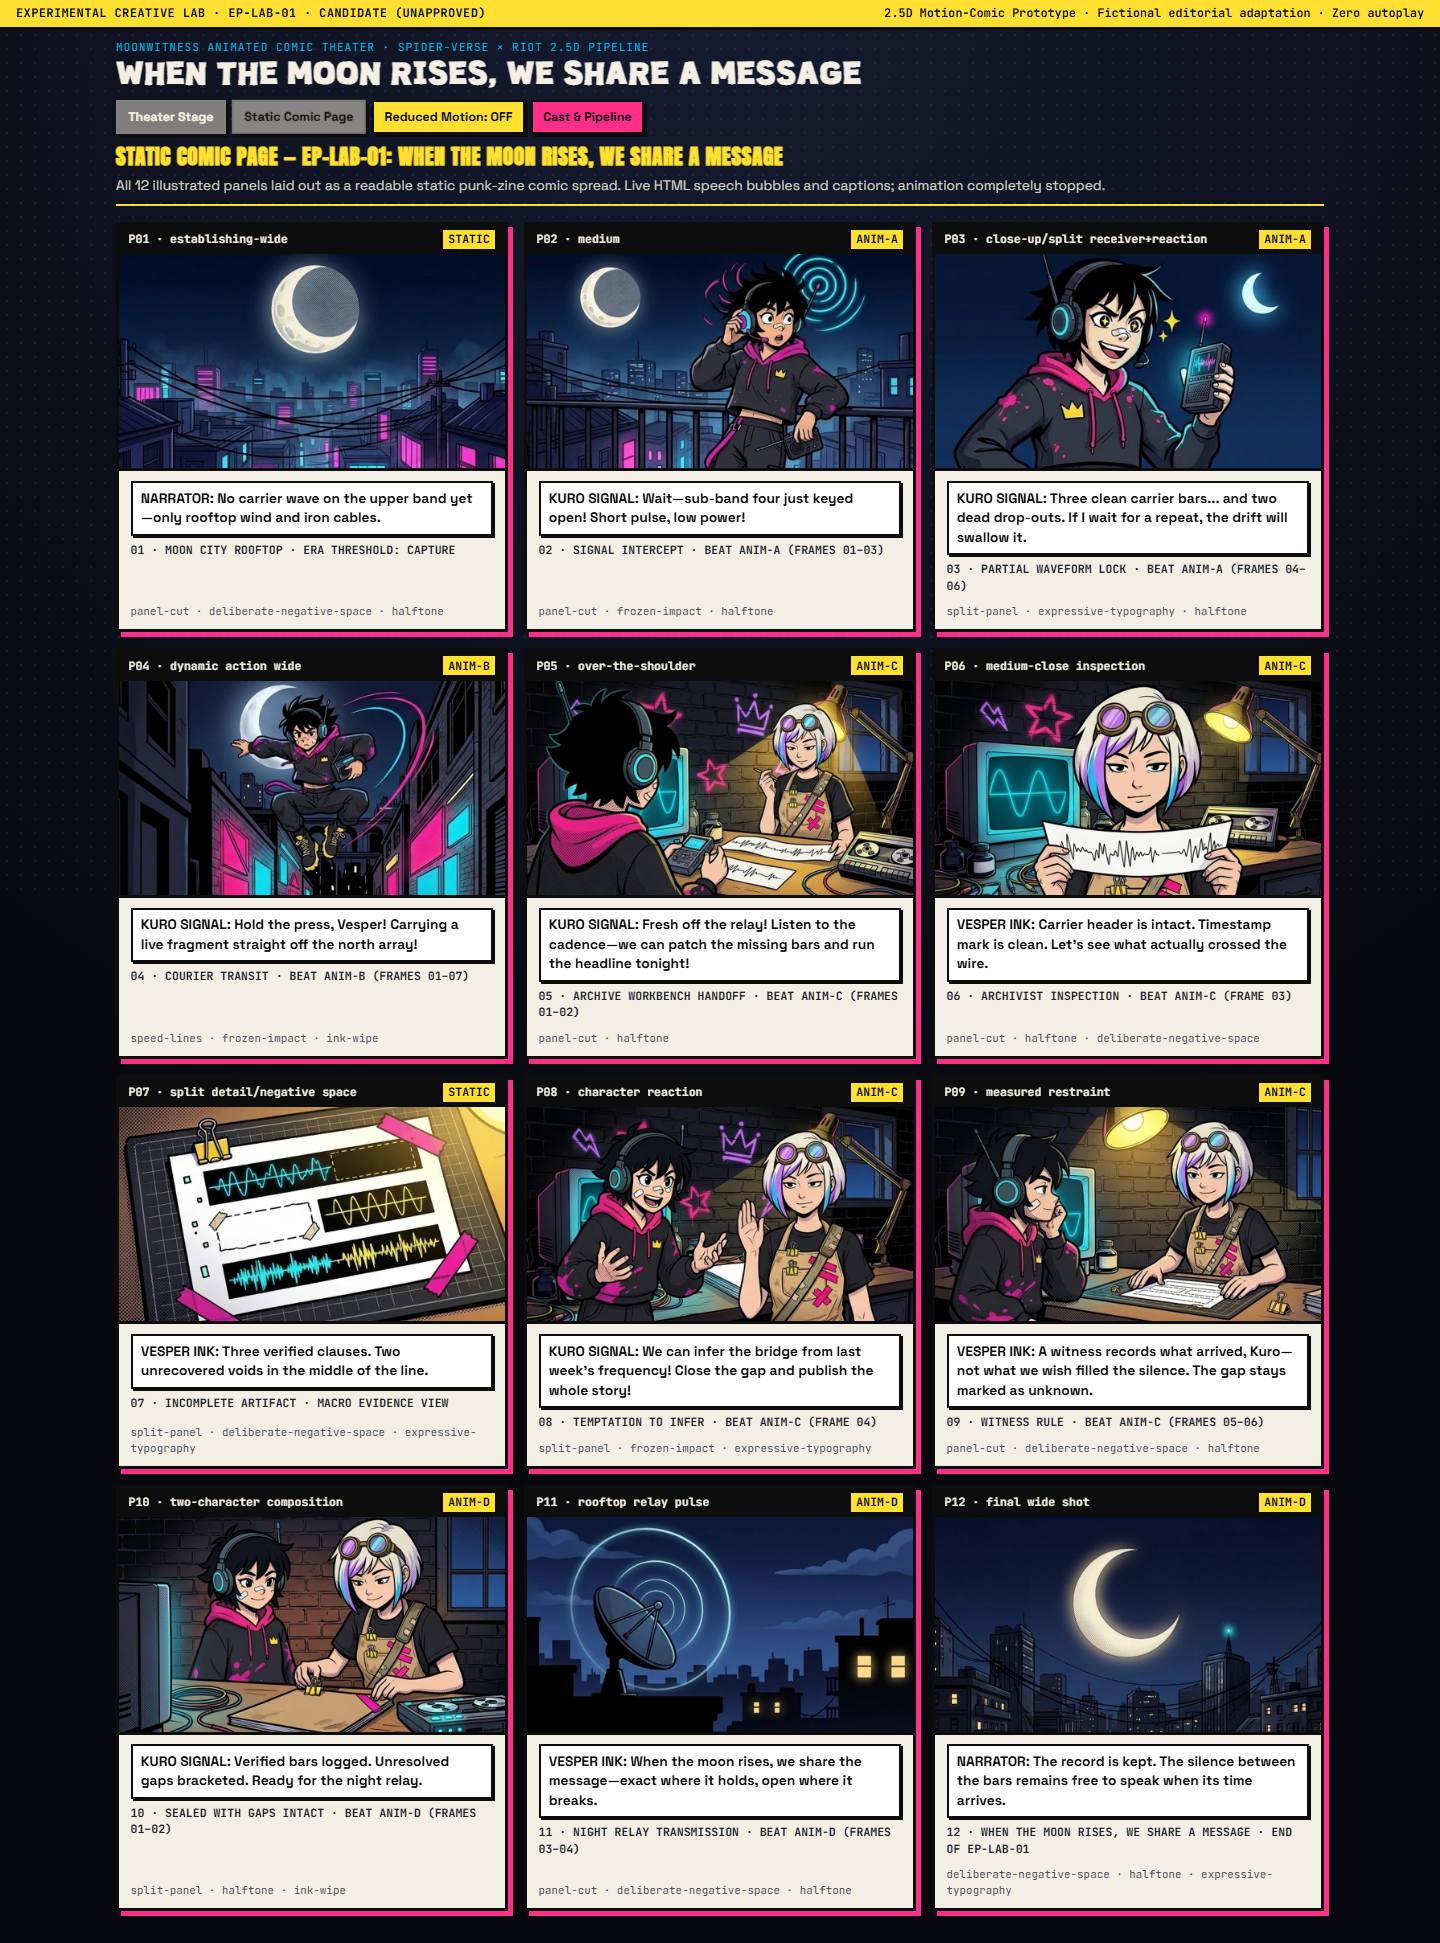 EXPERIMENTAL CREATIVE LAB · EP-LAB-01 · CANDIDATE (UNAPPROVED)
2.5D Motion-Comic Prototype · Fictional editorial adaptation · Zero autoplay
MOONWITNESS ANIMATED COMIC THEATER · SPIDER-VERSE × RIOT 2.5D PIPELINE
WHEN THE MOON RISES, WE SHARE A MESSAGE
Theater Stage
Static Comic Page
Reduced Motion: OFF
Cast & Pipeline
STATIC COMIC PAGE — EP-LAB-01: WHEN THE MOON RISES, WE SHARE A MESSAGE
All 12 illustrated panels laid out as a readable static punk-zine comic spread. Live HTML speech bubbles and captions; animation completely stopped.
P01 · establishing-wide
STATIC
NARRATOR: No carrier wave on the upper band yet
—only rooftop wind and iron cables.
01 · MOON CITY ROOFTOP · ERA THRESHOLD: CAPTURE
panel-cut · deliberate-negative-space · halftone
P02 · medium
ANIM-A
KURO SIGNAL: Wait—sub-band four just keyed
open! Short pulse, low power!
02 · SIGNAL INTERCEPT · BEAT ANIM-A (FRAMES 01–03)
panel-cut · frozen-impact · halftone
P03 · close-up/split receiver+reaction
ANIM-A
KURO SIGNAL: Three clean carrier bars... and two
dead drop-outs. If I wait for a repeat, the drift will
swallow it.
03 · PARTIAL WAVEFORM LOCK · BEAT ANIM-A (FRAMES 04–
06)
split-panel · expressive-typography · halftone
P04 · dynamic action wide
ANIM-B
KURO SIGNAL: Hold the press, Vesper! Carrying a
live fragment straight off the north array!
04 · COURIER TRANSIT · BEAT ANIM-B (FRAMES 01–07)
speed-lines · frozen-impact · ink-wipe
P05 · over-the-shoulder
ANIM-C
KURO SIGNAL: Fresh off the relay! Listen to the
cadence—we can patch the missing bars and run
the headline tonight!
05 · ARCHIVE WORKBENCH HANDOFF · BEAT ANIM-C (FRAMES
01–02)
panel-cut · halftone
P06 · medium-close inspection
ANIM-C
VESPER INK: Carrier header is intact. Timestamp
mark is clean. Let's see what actually crossed the
wire.
06 · ARCHIVIST INSPECTION · BEAT ANIM-C (FRAME 03)
panel-cut · halftone · deliberate-negative-space
P07 · split detail/negative space
STATIC
VESPER INK: Three verified clauses. Two
unrecovered voids in the middle of the line.
07 · INCOMPLETE ARTIFACT · MACRO EVIDENCE VIEW
split-panel · deliberate-negative-space · expressive-
typography
P08 · character reaction
ANIM-C
KURO SIGNAL: We can infer the bridge from last
week's frequency! Close the gap and publish the
whole story!
08 · TEMPTATION TO INFER · BEAT ANIM-C (FRAME 04)
split-panel · frozen-impact · expressive-typography
P09 · measured restraint
ANIM-C
VESPER INK: A witness records what arrived, Kuro—
not what we wish filled the silence. The gap stays
marked as unknown.
09 · WITNESS RULE · BEAT ANIM-C (FRAMES 05–06)
panel-cut · deliberate-negative-space · halftone
P10 · two-character composition
ANIM-D
KURO SIGNAL: Verified bars logged. Unresolved
gaps bracketed. Ready for the night relay.
10 · SEALED WITH GAPS INTACT · BEAT ANIM-D (FRAMES
01–02)
split-panel · halftone · ink-wipe
P11 · rooftop relay pulse
ANIM-D
VESPER INK: When the moon rises, we share the
message—exact where it holds, open where it
breaks.
11 · NIGHT RELAY TRANSMISSION · BEAT ANIM-D (FRAMES
03–04)
panel-cut · deliberate-negative-space · halftone
P12 · final wide shot
ANIM-D
NARRATOR: The record is kept. The silence between
the bars remains free to speak when its time
arrives.
12 · WHEN THE MOON RISES, WE SHARE A MESSAGE · END
OF EP-LAB-01
deliberate-negative-space · halftone · expressive-
typography